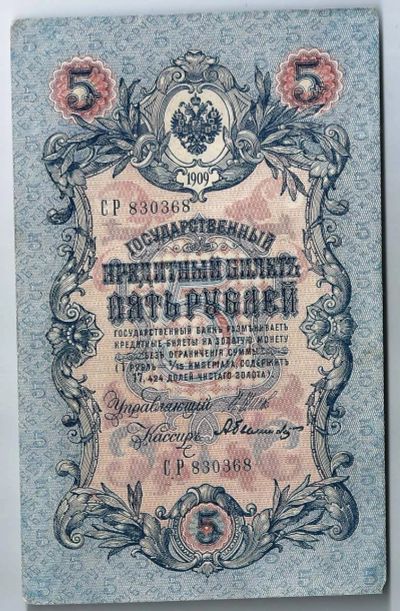 5 5
1909
СР 830368
ГОСУДАРСТВЕННЫЙ
КРЕДИТНЫЙ БИЛЕТЪ
ПЯТЬ РУБЛЕЙ
ГОСУДАРСТВЕННЫЙ БАНКЪ РАЗМѢНИВАЕТЪ
КРЕДИТНЫЕ БИЛЕТЫ НА ЗОЛОТУЮ МОНЕТУ
БЕЗЪ ОГРАНИЧЕНІЯ СУММЫ
(1 РУБЛЬ = 1/15 ИМПЕРІАЛА, СОДЕРЖИТЪ
17,424 ДОЛЕЙ ЧИСТАГО ЗОЛОТА)
Управляющій
Кассиръ
СР 830368
5